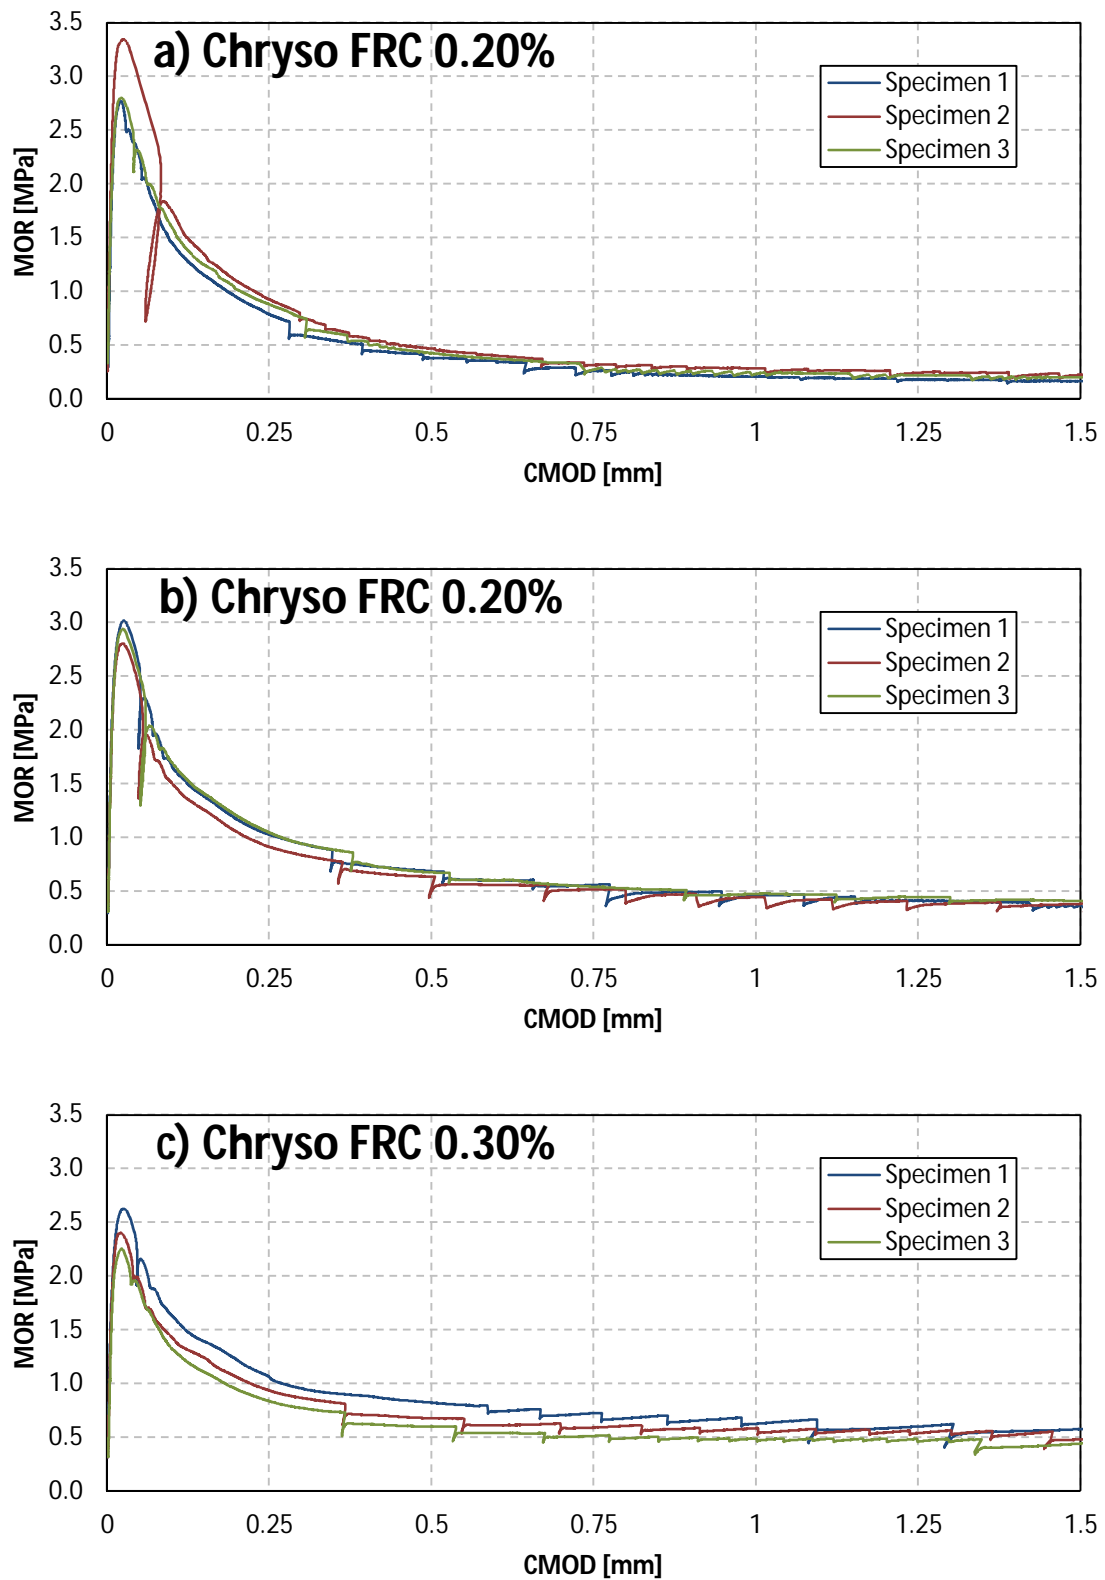 a) Chryso FRC 0.20%
3.5
3.0
2.5
2.0
1.5
1.0
0.5
0.0
MOR [MPa]
Specimen 1
Specimen 2
Specimen 3
0 0.25 0.5 0.75 1 1.25 1.5
CMOD [mm]
b) Chryso FRC 0.20%
3.5
3.0
2.5
2.0
1.5
1.0
0.5
0.0
MOR [MPa]
Specimen 1
Specimen 2
Specimen 3
0 0.25 0.5 0.75 1 1.25 1.5
CMOD [mm]
c) Chryso FRC 0.30%
3.5
3.0
2.5
2.0
1.5
1.0
0.5
0.0
MOR [MPa]
Specimen 1
Specimen 2
Specimen 3
0 0.25 0.5 0.75 1 1.25 1.5
CMOD [mm]